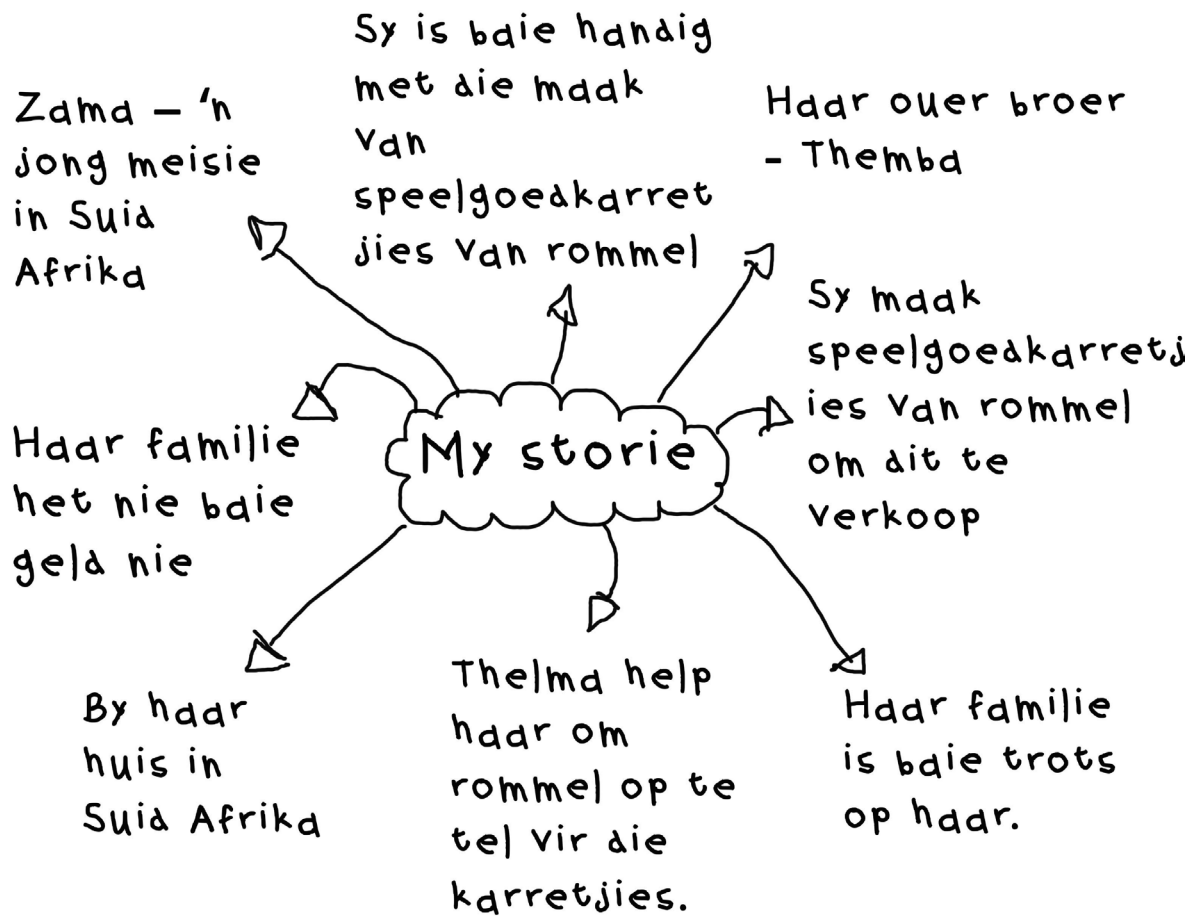 Sy is baie handig
met die maak
van
speelgoedkarret
jies van rommel
Zama – 'n
jong meisie
in Suid
Afrika
Haar ouer broer
- Themba
Sy maak
speelgoedkarretj
ies van rommel
om dit te
verkoop
My storie
Haar familie
het nie baie
geld nie
By haar
huis in
Suid Afrika
Thelma help
haar om
rommel op te
tel vir die
karretjies.
Haar familie
is baie trots
op haar.